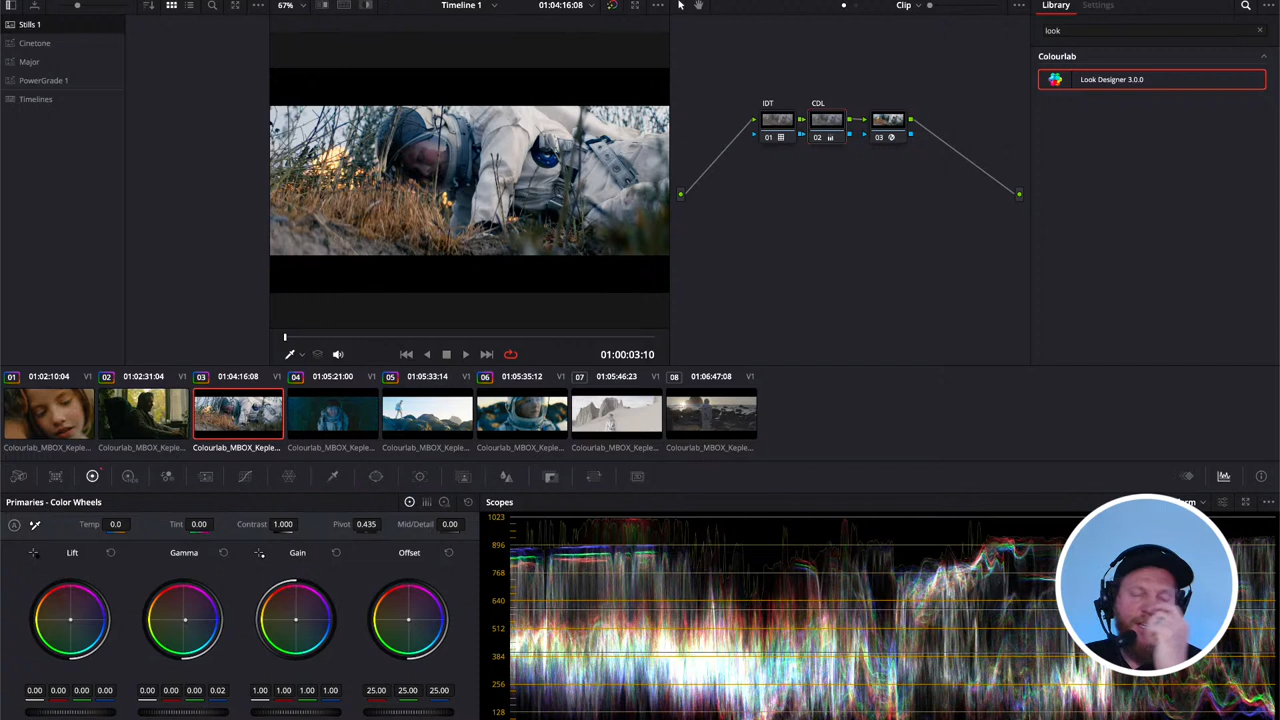 67%
Timeline 1
01:04:16:08
Clip
Library
Settings
Stills 1
Cinetone
Major
PowerGrade 1
Timelines
look
Colourlab
Look Designer 3.0.0
IDT
CDL
01
02
03
01:00:03:10
01 01:02:10:04 V1
02 01:02:31:04 V1
03 01:04:16:08 V1
04 01:05:21:00 V1
05 01:05:33:14 V1
06 01:05:35:12 V1
07 01:05:46:23 V1
08 01:06:47:08 V1
Colourlab_MBOX_Keple...
Colourlab_MBOX_Keple...
Colourlab_MBOX_Keple...
Colourlab_MBOX_Keple...
Colourlab_MBOX_Keple...
Colourlab_MBOX_Keple...
Colourlab_MBOX_Keple...
Colourlab_MBOX_Keple...
3D
Primaries - Color Wheels
A
Temp 0.0
Tint 0.00
Contrast 1.000
Pivot 0.435
Mid/Detail 0.00
Lift
Gamma
Gain
Offset
0.00 0.00 0.00 0.00
0.00 0.00 0.00 0.02
1.00 1.00 1.00 1.00
25.00 25.00 25.00
Scopes
1023
896
768
640
512
384
256
128